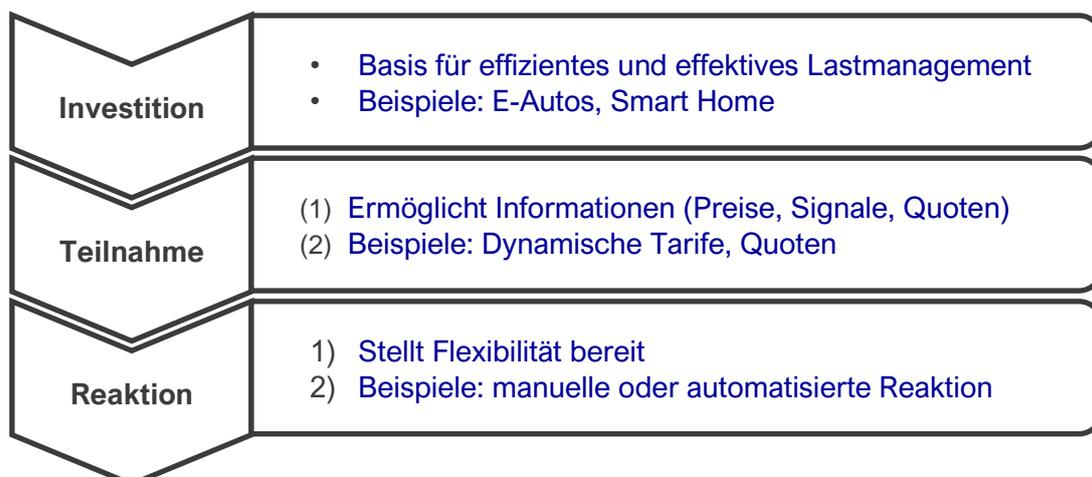 Investition
• Basis für effizientes und effektives Lastmanagement
• Beispiele: E-Autos, Smart Home
Teilnahme
(1) Ermöglicht Informationen (Preise, Signale, Quoten)
(2) Beispiele: Dynamische Tarife, Quoten
Reaktion
1) Stellt Flexibilität bereit
2) Beispiele: manuelle oder automatisierte Reaktion